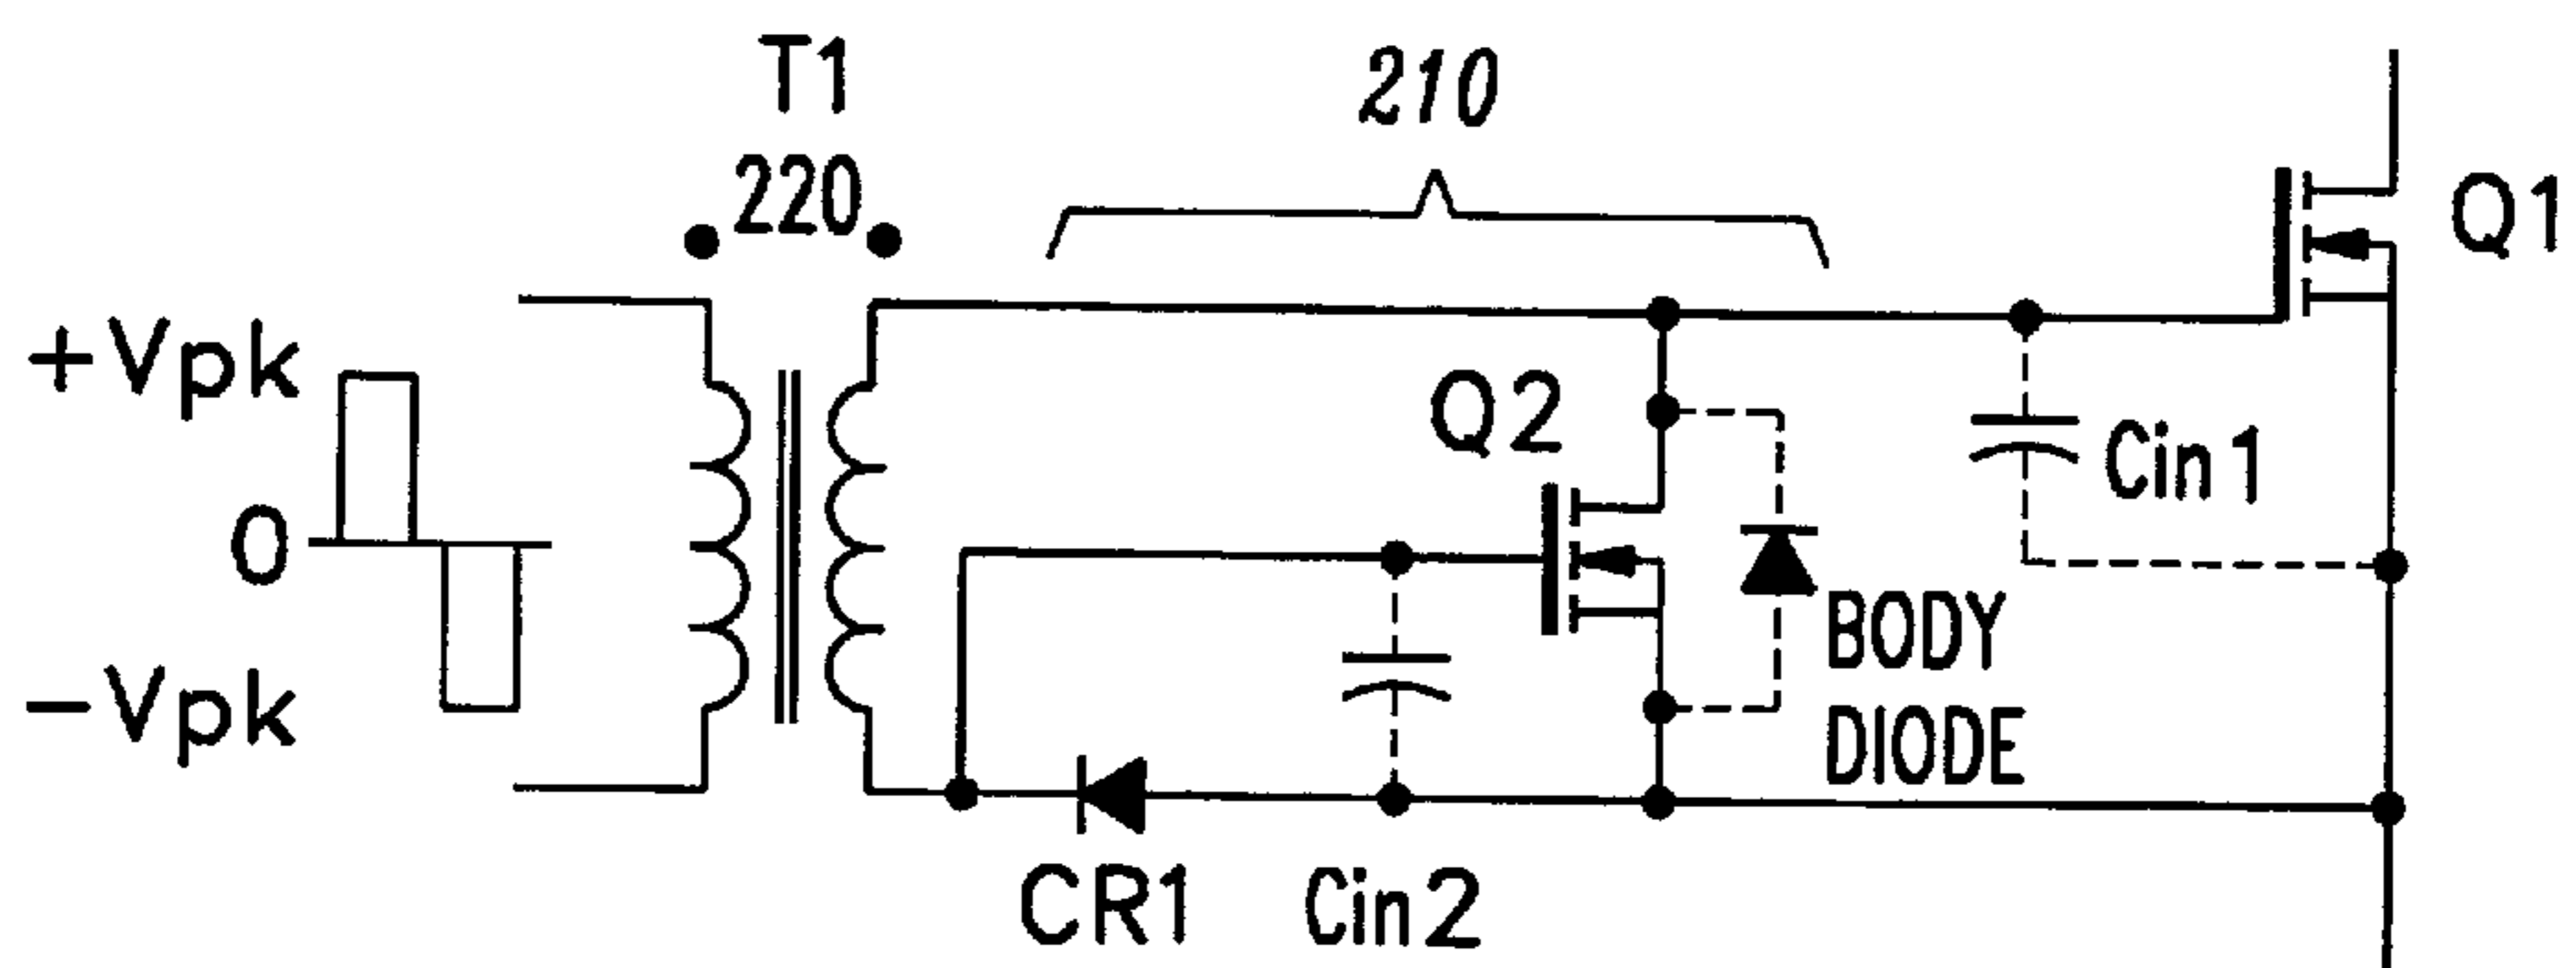 T1
220
210
Q1
+Vpk
0
-Vpk
Q2
Cin1
BODY
DIODE
CR1
Cin2